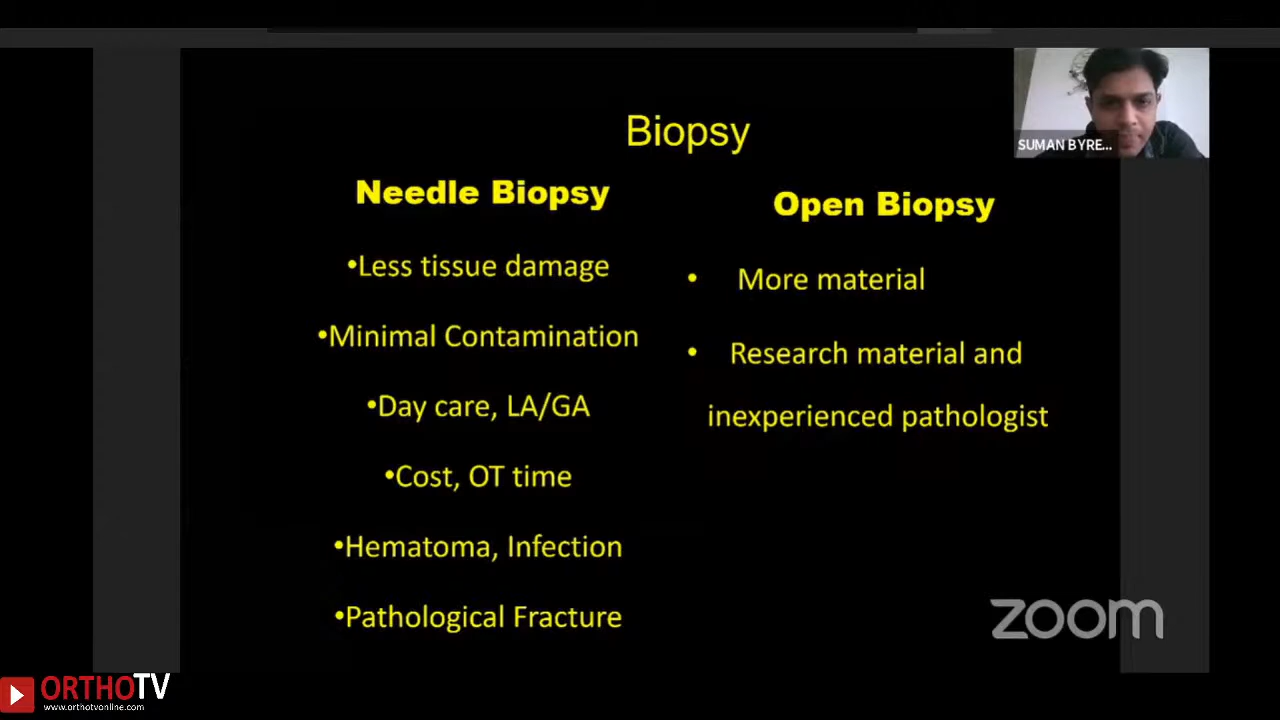 Biopsy
SUMAN BYRE...
Needle Biopsy
•Less tissue damage
•Minimal Contamination
•Day care, LA/GA
•Cost, OT time
•Hematoma, Infection
•Pathological Fracture
Open Biopsy
• More material
• Research material and
inexperienced pathologist
zoom
ORTHOTV
www.orthotvonline.com